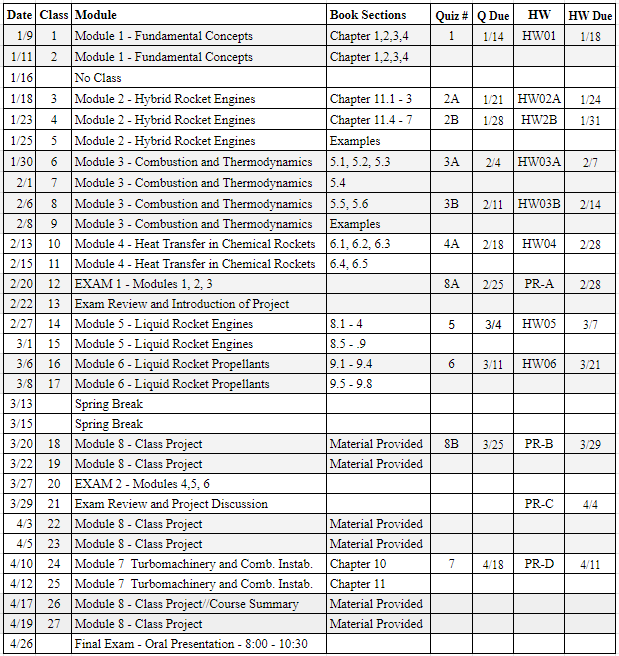 Date Class Module Book Sections Quiz # Q Due HW HW Due
1/9 1 Module 1 - Fundamental Concepts Chapter 1,2,3,4 1 1/14 HW01 1/18
1/11 2 Module 1 - Fundamental Concepts Chapter 1,2,3,4
1/16 No Class
1/18 3 Module 2 - Hybrid Rocket Engines Chapter 11.1 - 3 2A 1/21 HW02A 1/24
1/23 4 Module 2 - Hybrid Rocket Engines Chapter 11.4 - 7 2B 1/28 HW2B 1/31
1/25 5 Module 2 - Hybrid Rocket Engines Examples
1/30 6 Module 3 - Combustion and Thermodynamics 5.1, 5.2, 5.3 3A 2/4 HW03A 2/7
2/1 7 Module 3 - Combustion and Thermodynamics 5.4
2/6 8 Module 3 - Combustion and Thermodynamics 5.5, 5.6 3B 2/11 HW03B 2/14
2/8 9 Module 3 - Combustion and Thermodynamics Examples
2/13 10 Module 4 - Heat Transfer in Chemical Rockets 6.1, 6.2, 6.3 4A 2/18 HW04 2/28
2/15 11 Module 4 - Heat Transfer in Chemical Rockets 6.4, 6.5
2/20 12 EXAM 1 - Modules 1, 2, 3 8A 2/25 PR-A 2/28
2/22 13 Exam Review and Introduction of Project
2/27 14 Module 5 - Liquid Rocket Engines 8.1 - 4 5 3/4 HW05 3/7
3/1 15 Module 5 - Liquid Rocket Engines 8.5 - .9
3/6 16 Module 6 - Liquid Rocket Propellants 9.1 - 9.4 6 3/11 HW06 3/21
3/8 17 Module 6 - Liquid Rocket Propellants 9.5 - 9.8
3/13 Spring Break
3/15 Spring Break
3/20 18 Module 8 - Class Project Material Provided 8B 3/25 PR-B 3/29
3/22 19 Module 8 - Class Project Material Provided
3/27 20 EXAM 2 - Modules 4,5, 6
3/29 21 Exam Review and Project Discussion PR-C 4/4
4/3 22 Module 8 - Class Project Material Provided
4/5 23 Module 8 - Class Project Material Provided
4/10 24 Module 7 Turbomachinery and Comb. Instab. Chapter 10 7 4/18 PR-D 4/11
4/12 25 Module 7 Turbomachinery and Comb. Instab. Chapter 11
4/17 26 Module 8 - Class Project//Course Summary Material Provided
4/19 27 Module 8 - Class Project Material Provided
4/26 Final Exam - Oral Presentation - 8:00 - 10:30